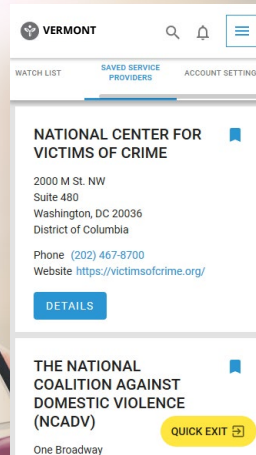 VERMONT
WATCH LIST
SAVED SERVICE
PROVIDERS
ACCOUNT SETTING
NATIONAL CENTER FOR
VICTIMS OF CRIME
2000 M St. NW
Suite 480
Washington, DC 20036
District of Columbia
Phone (202) 467-8700
Website https://victimsofcrime.org/
DETAILS
THE NATIONAL
COALITION AGAINST
DOMESTIC VIOLENCE
(NCADV)
QUICK EXIT
One Broadway